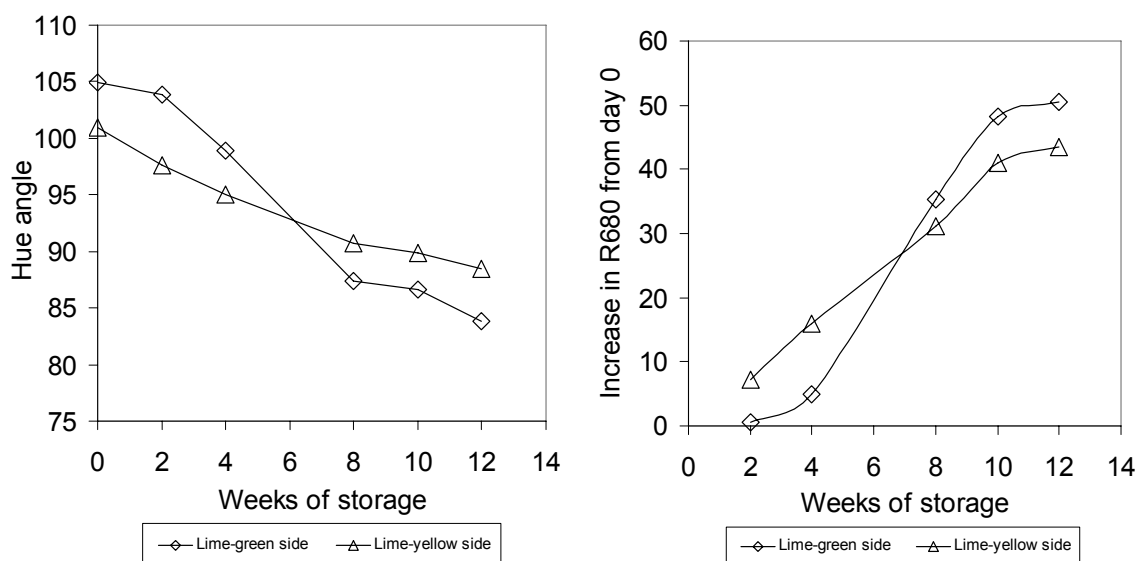 Hue angle
110
105
100
95
90
85
80
75
0 2 4 6 8 10 12 14
Weeks of storage
Lime-green side Lime-yellow side
Increase in R680 from day 0
60
50
40
30
20
10
0
0 2 4 6 8 10 12 14
Weeks of storage
Lime-green side Lime-yellow side